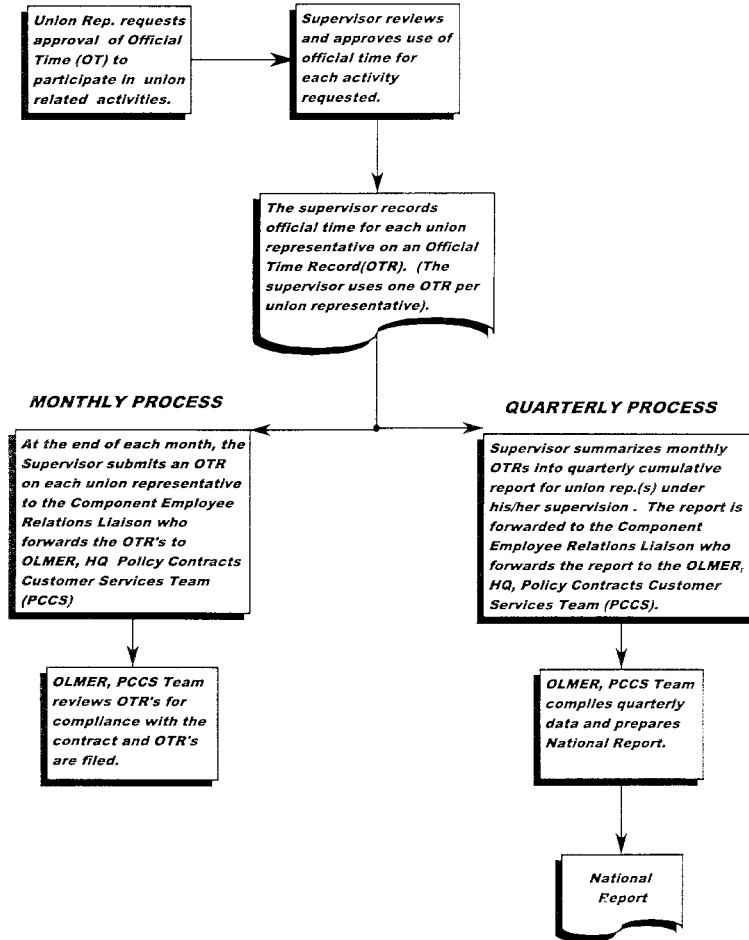 Union Rep. requests
approval of Official
Time (OT) to
participate in union
related activities.
Supervisor reviews
and approves use of
official time for
each activity
requested.
The supervisor records
official time for each union
representative on an Official
Time Record(OTR). (The
supervisor uses one OTR per
union representative).
MONTHLY PROCESS
At the end of each month, the
Supervisor submits an OTR
on each union representative
to the Component Employee
Relations Liaison who
forwards the OTR's to
OLMER, HQ Policy Contracts
Customer Services Team
(PCCS)
OLMER, PCCS Team
reviews OTR's for
compliance with the
contract and OTR's
are filed.
QUARTERLY PROCESS
Supervisor summarizes monthly
OTRs into quarterly cumulative
report for union rep.(s) under
his/her supervision . The report is
forwarded to the Component
Employee Relations Liaison who
forwards the report to the OLMER,
HQ, Policy Contracts Customer
Services Team (PCCS).
OLMER, PCCS Team
compiles quarterly
data and prepares
National Report.
National
Report